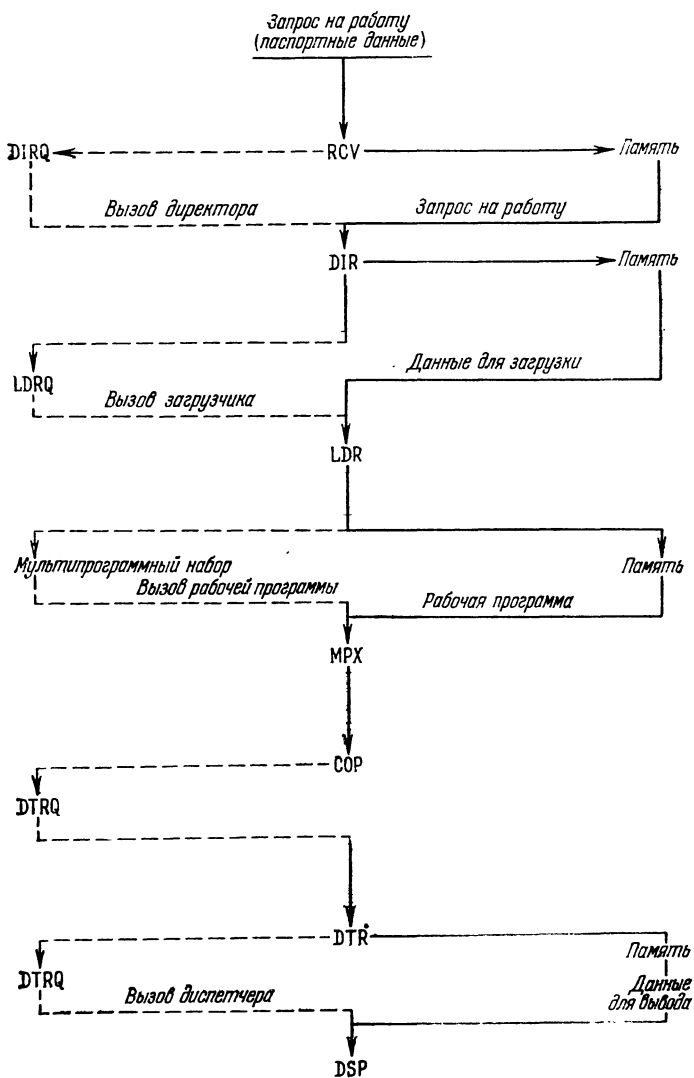 Запрос на работу
(паспортные данные)
DIRQ RCV Память
Вызов директора Запрос на работу
DIR Память
LDRQ Данные для загрузки
Вызов загрузчика
LDR
Мультипрограммный набор Память
Вызов рабочей программы Рабочая программа
MPX
COP
DTRQ
DTR
Память
DTRQ Вызов диспетчера Данные
для вывода
DSP